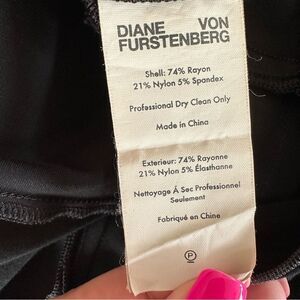 DIANE VON
FURSTENBERG
Shell: 74% Rayon
21% Nylon 5% Spandex
Professional Dry Clean Only
Made in China
Exterieur: 74% Rayonne
21% Nylon 5% Élasthanne
Nettoyage À Sec Professionel
Seulement
Fabriqué en Chine
P